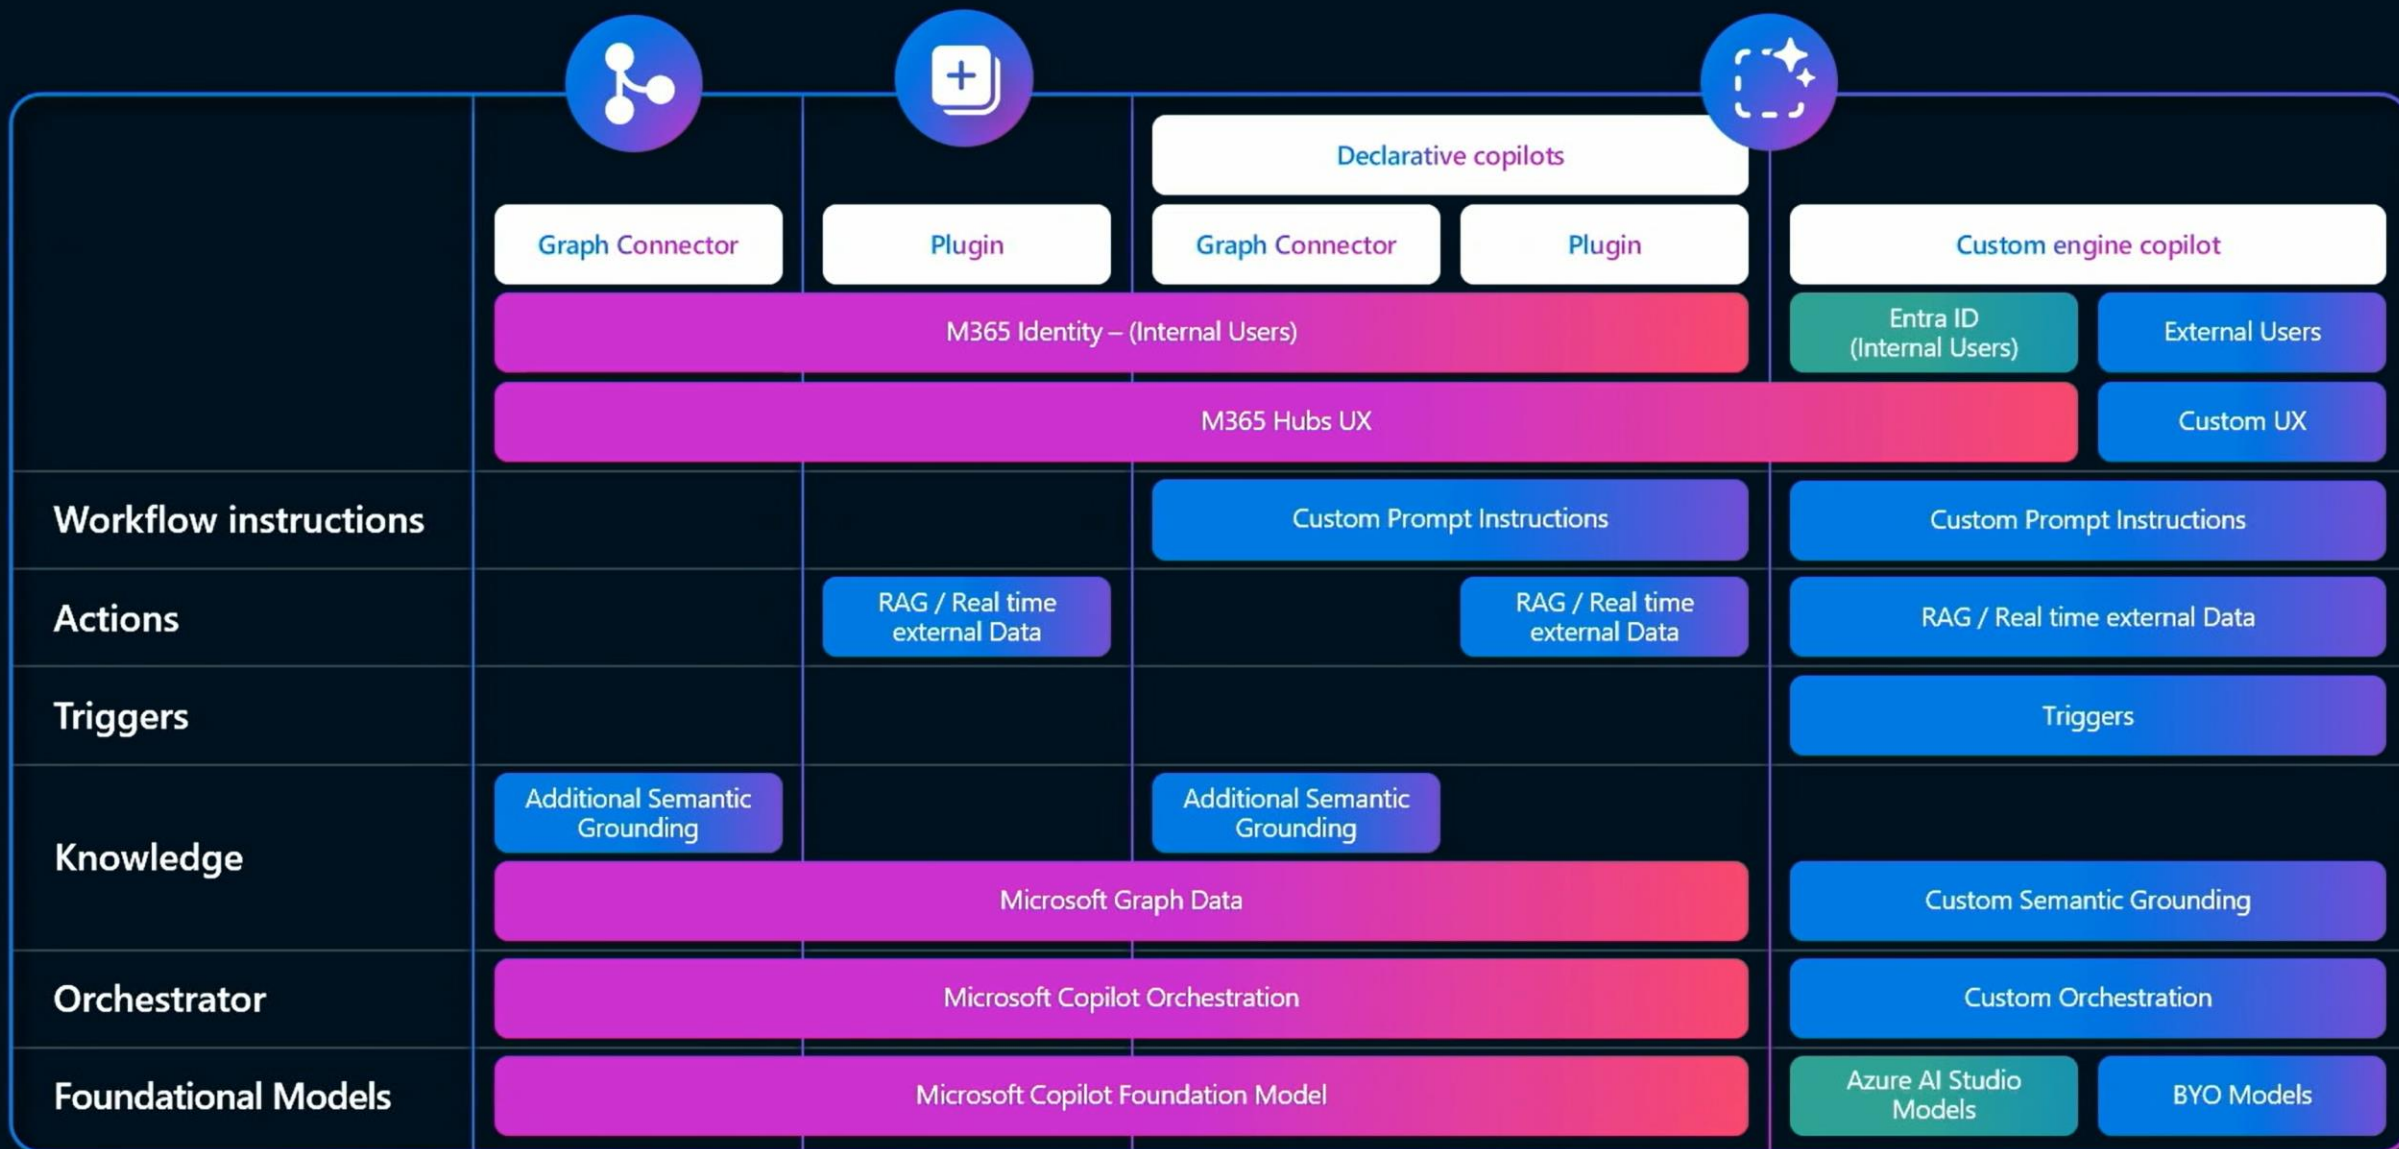 Declarative copilots
Graph Connector
Plugin
Graph Connector
Plugin
Custom engine copilot
M365 Identity – (Internal Users)
Entra ID
(Internal Users)
External Users
M365 Hubs UX
Custom UX
Workflow instructions
Custom Prompt Instructions
Custom Prompt Instructions
Actions
RAG / Real time
external Data
RAG / Real time
external Data
RAG / Real time external Data
Triggers
Triggers
Knowledge
Additional Semantic
Grounding
Additional Semantic
Grounding
Microsoft Graph Data
Custom Semantic Grounding
Orchestrator
Microsoft Copilot Orchestration
Custom Orchestration
Foundational Models
Microsoft Copilot Foundation Model
Azure AI Studio
Models
BYO Models